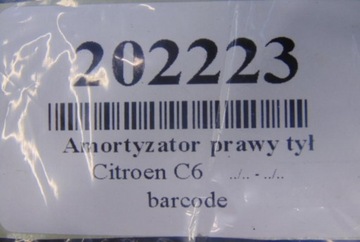 202223
Amortyzator prawy tył
Citroen C6 ../.. - ../..
barcode